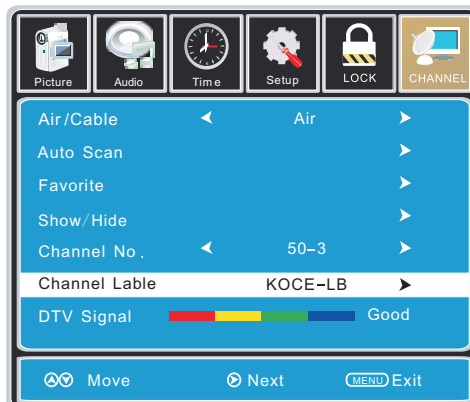 Picture Audio Time Setup LOCK CHANNEL
Air/Cable Air
Auto Scan
Favorite
Show/Hide
Channel No. 50-3
Channel Lable KOCE-LB
DTV Signal Good
Move Next MENU Exit